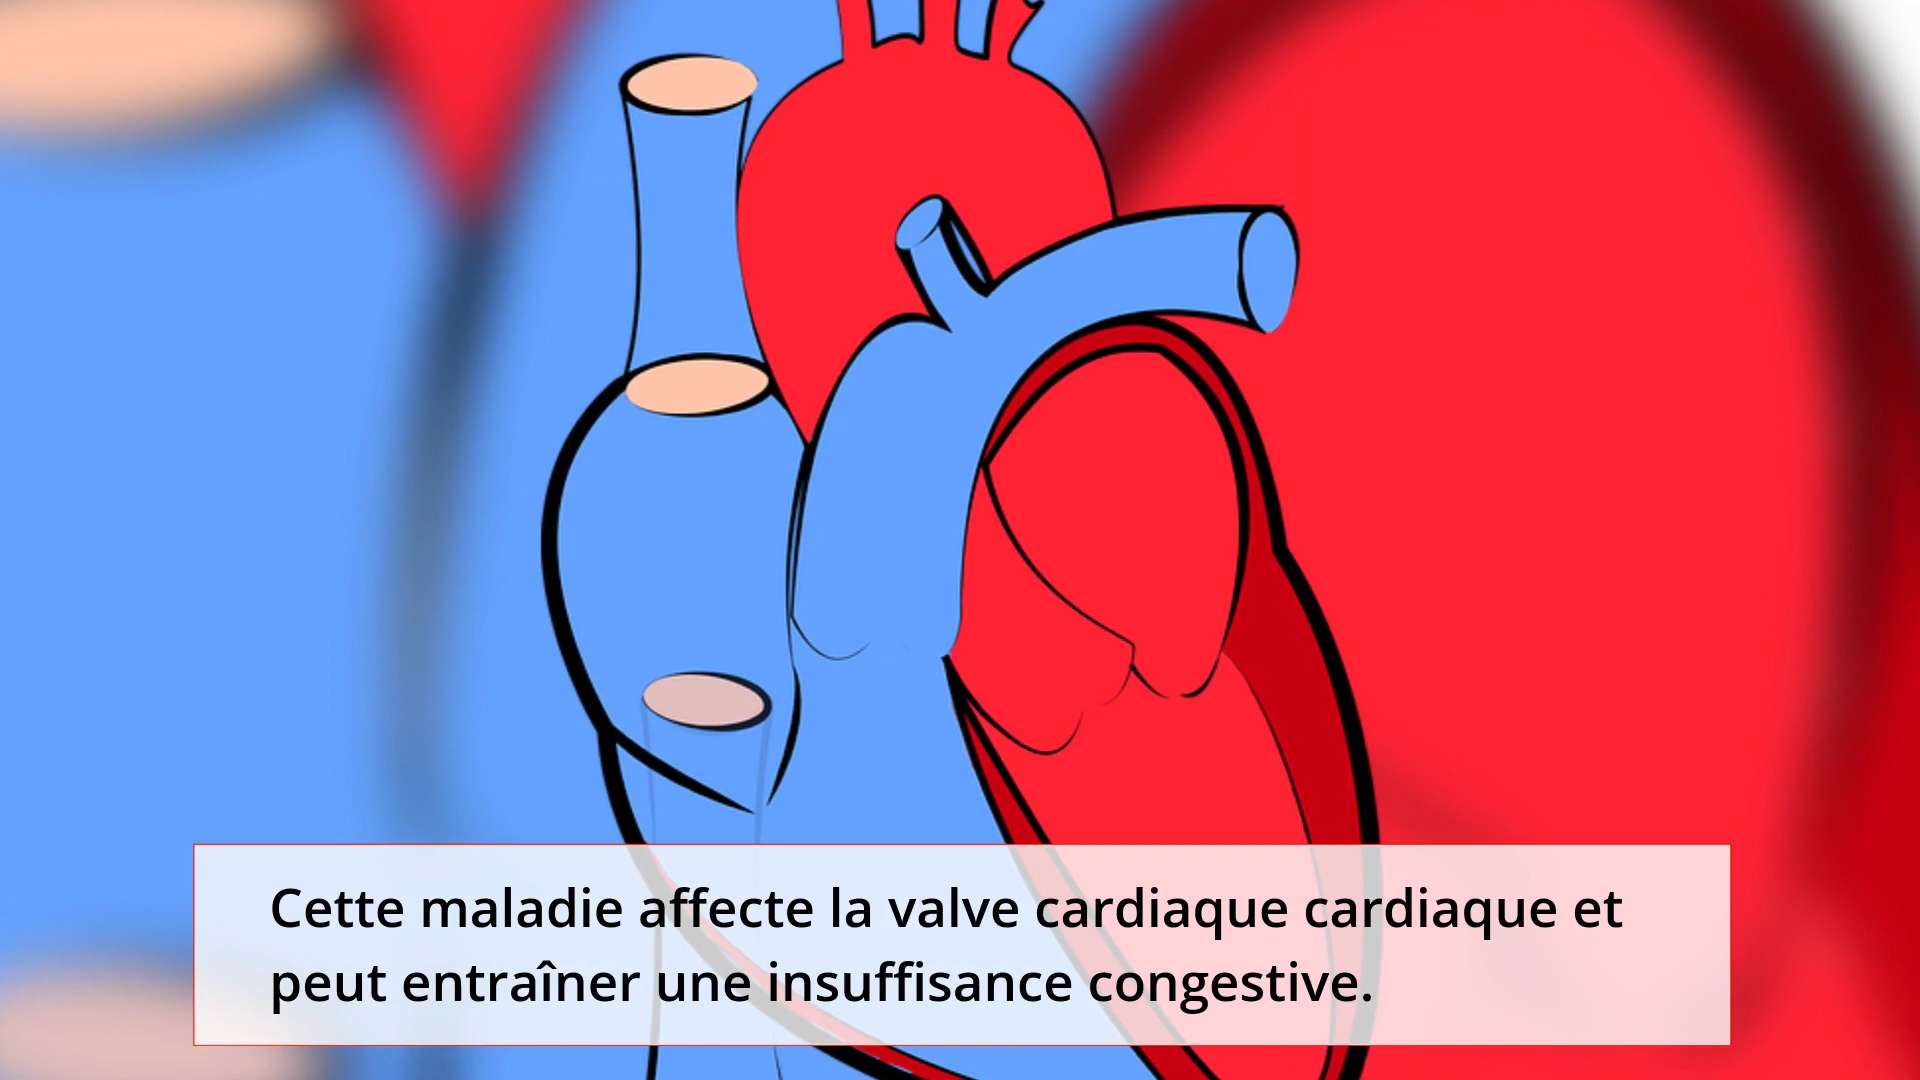 Cette maladie affecte la valve cardiaque cardiaque et
peut entraîner une insuffisance congestive.